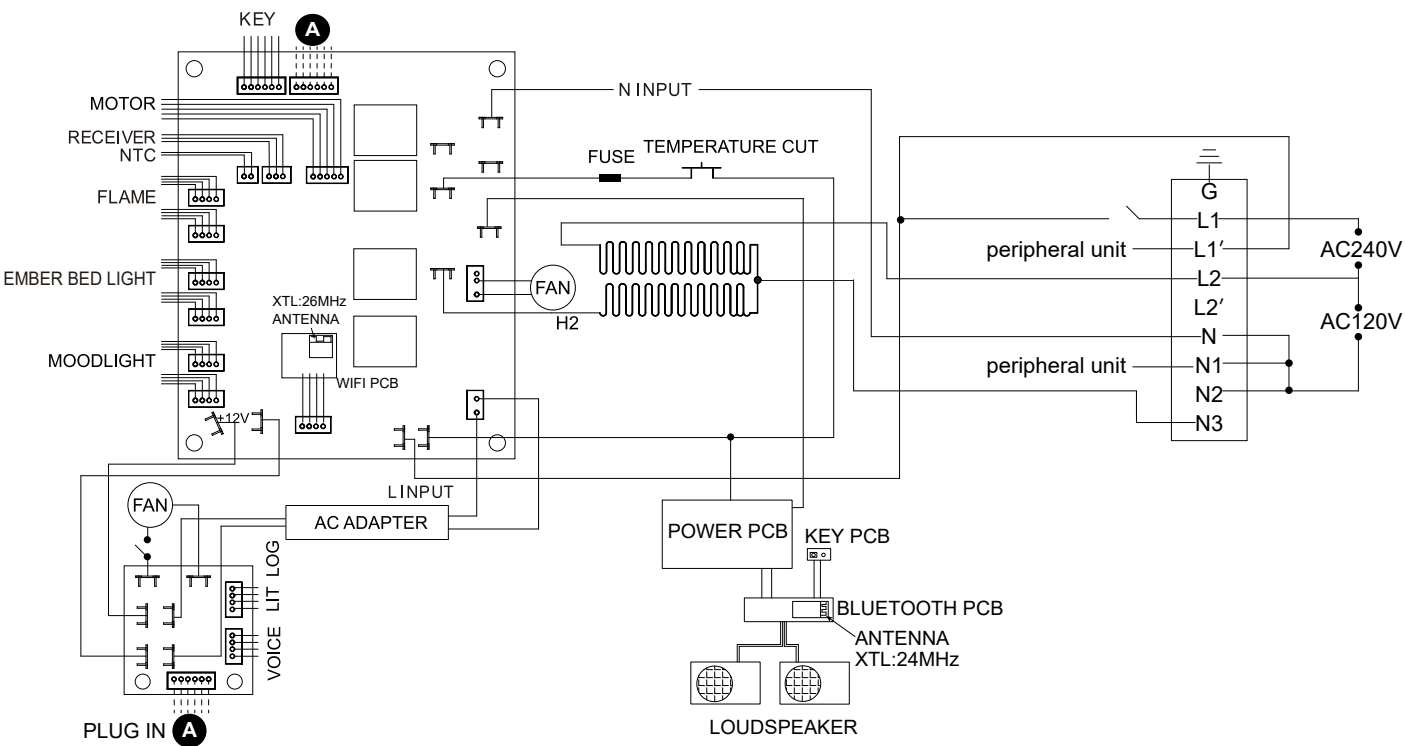 KEY
A
MOTOR
RECEIVER
NTC
FLAME
EMBER BED LIGHT
MOODLIGHT
XTL:26MHz
ANTENNA
WIFI PCB
+12V
N INPUT
FUSE
TEMPERATURE CUT
FAN
H2
G
L1
peripheral unit
L1′
L2
L2′
N
peripheral unit
N1
N2
N3
AC240V
AC120V
L INPUT
FAN
AC ADAPTER
LIT LOG
VOICE
PLUG IN A
POWER PCB
KEY PCB
BLUETOOTH PCB
ANTENNA
XTL:24MHz
LOUDSPEAKER